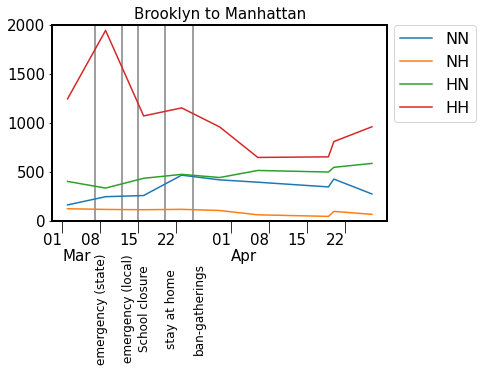 Brooklyn to Manhattan
2000
1500
1000
500
0
NN
NH
HN
HH
01 08 15 22 01 08 15 22
Mar Apr
emergency (state)
emergency (local)
School closure
stay at home
ban-gatherings